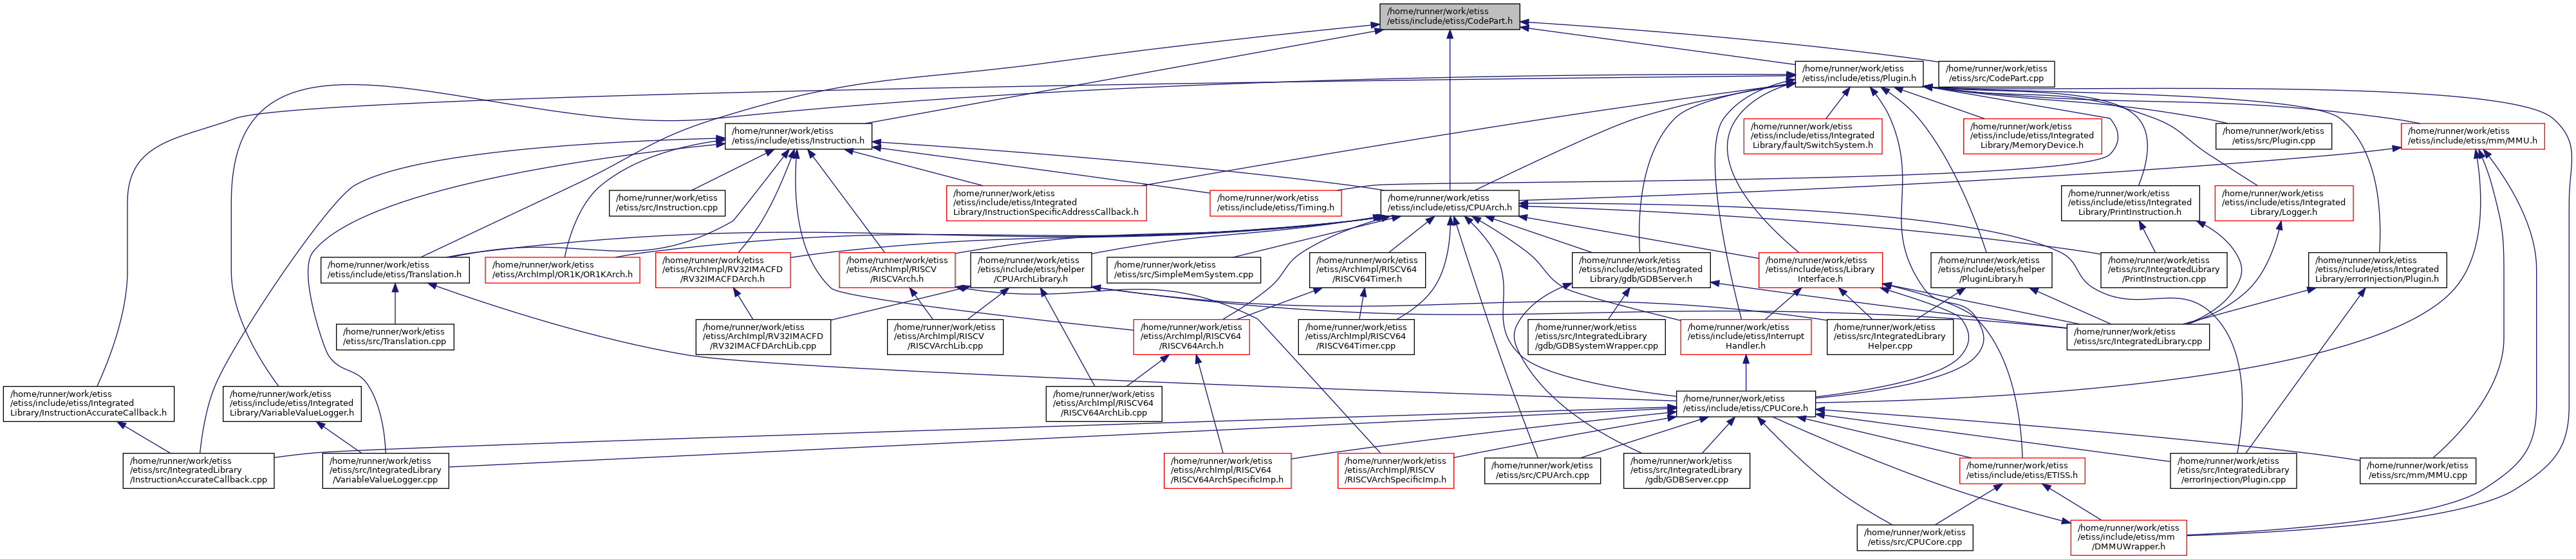 /home/runner/work/etiss
/etiss/include/etiss/CodePart.h
/home/runner/work/etiss
/etiss/include/etiss/Plugin.h
/home/runner/work/etiss
/etiss/src/CodePart.cpp
/home/runner/work/etiss
/etiss/include/etiss/Instruction.h
/home/runner/work/etiss
/etiss/include/etiss/Integrated
Library/fault/SwitchSystem.h
/home/runner/work/etiss
/etiss/include/etiss/Integrated
Library/MemoryDevice.h
/home/runner/work/etiss
/etiss/src/Plugin.cpp
/home/runner/work/etiss
/etiss/include/etiss/mm/MMU.h
/home/runner/work/etiss
/etiss/src/Instruction.cpp
/home/runner/work/etiss
/etiss/include/etiss/Integrated
Library/InstructionSpecificAddressCallback.h
/home/runner/work/etiss
/etiss/include/etiss/Timing.h
/home/runner/work/etiss
/etiss/include/etiss/CPUArch.h
/home/runner/work/etiss
/etiss/include/etiss/Integrated
Library/PrintInstruction.h
/home/runner/work/etiss
/etiss/include/etiss/Integrated
Library/Logger.h
/home/runner/work/etiss
/etiss/include/etiss/Translation.h
/home/runner/work/etiss
/etiss/ArchImpl/OR1K/OR1KArch.h
/home/runner/work/etiss
/etiss/ArchImpl/RV32IMACFD
/RV32IMACFDArch.h
/home/runner/work/etiss
/etiss/ArchImpl/RISCV
/RISCVArch.h
/home/runner/work/etiss
/etiss/include/etiss/helper
/CPUArchLibrary.h
/home/runner/work/etiss
/etiss/src/SimpleMemSystem.cpp
/home/runner/work/etiss
/etiss/ArchImpl/RISCV64
/RISCV64Timer.h
/home/runner/work/etiss
/etiss/include/etiss/Integrated
Library/gdb/GDBServer.h
/home/runner/work/etiss
/etiss/include/etiss/Library
Interface.h
/home/runner/work/etiss
/etiss/include/etiss/helper
/PluginLibrary.h
/home/runner/work/etiss
/etiss/src/IntegratedLibrary
/PrintInstruction.cpp
/home/runner/work/etiss
/etiss/include/etiss/Integrated
Library/errorInjection/Plugin.h
/home/runner/work/etiss
/etiss/src/Translation.cpp
/home/runner/work/etiss
/etiss/ArchImpl/RV32IMACFD
/RV32IMACFDArchLib.cpp
/home/runner/work/etiss
/etiss/ArchImpl/RISCV
/RISCVArchLib.cpp
/home/runner/work/etiss
/etiss/ArchImpl/RISCV64
/RISCV64Arch.h
/home/runner/work/etiss
/etiss/ArchImpl/RISCV64
/RISCV64Timer.cpp
/home/runner/work/etiss
/etiss/src/IntegratedLibrary
/gdb/GDBSystemWrapper.cpp
/home/runner/work/etiss
/etiss/include/etiss/Interrupt
Handler.h
/home/runner/work/etiss
/etiss/src/IntegratedLibrary
Helper.cpp
/home/runner/work/etiss
/etiss/src/IntegratedLibrary.cpp
/home/runner/work/etiss
/etiss/include/etiss/Integrated
Library/InstructionAccurateCallback.h
/home/runner/work/etiss
/etiss/include/etiss/Integrated
Library/VariableValueLogger.h
/home/runner/work/etiss
/etiss/ArchImpl/RISCV64
/RISCV64ArchLib.cpp
/home/runner/work/etiss
/etiss/include/etiss/CPUCore.h
/home/runner/work/etiss
/etiss/src/IntegratedLibrary
/InstructionAccurateCallback.cpp
/home/runner/work/etiss
/etiss/src/IntegratedLibrary
/VariableValueLogger.cpp
/home/runner/work/etiss
/etiss/ArchImpl/RISCV64
/RISCV64ArchSpecificImp.h
/home/runner/work/etiss
/etiss/ArchImpl/RISCV
/RISCVArchSpecificImp.h
/home/runner/work/etiss
/etiss/src/CPUArch.cpp
/home/runner/work/etiss
/etiss/src/IntegratedLibrary
/gdb/GDBServer.cpp
/home/runner/work/etiss
/etiss/include/etiss/ETISS.h
/home/runner/work/etiss
/etiss/src/IntegratedLibrary
/errorInjection/Plugin.cpp
/home/runner/work/etiss
/etiss/src/mm/MMU.cpp
/home/runner/work/etiss
/etiss/src/CPUCore.cpp
/home/runner/work/etiss
/etiss/include/etiss/mm
/DMMUWrapper.h